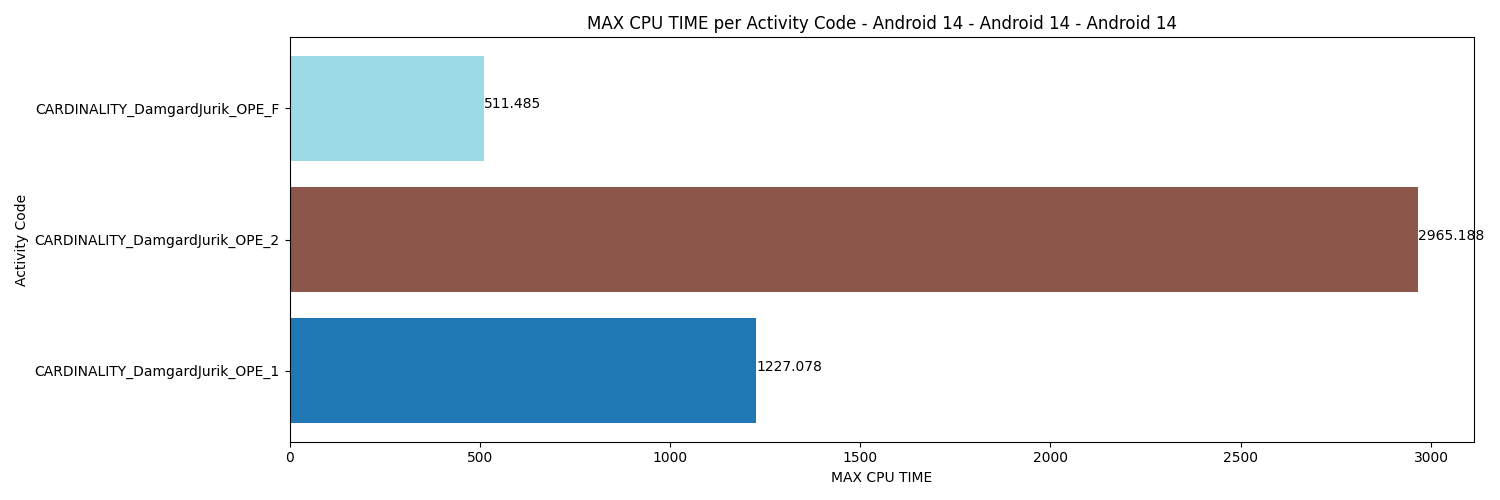 MAX CPU TIME per Activity Code - Android 14 - Android 14 - Android 14
CARDINALITY_DamgardJurik_OPE_F
511.485
CARDINALITY_DamgardJurik_OPE_2
2965.188
CARDINALITY_DamgardJurik_OPE_1
1227.078
Activity Code
0 500 1000 1500 2000 2500 3000
MAX CPU TIME